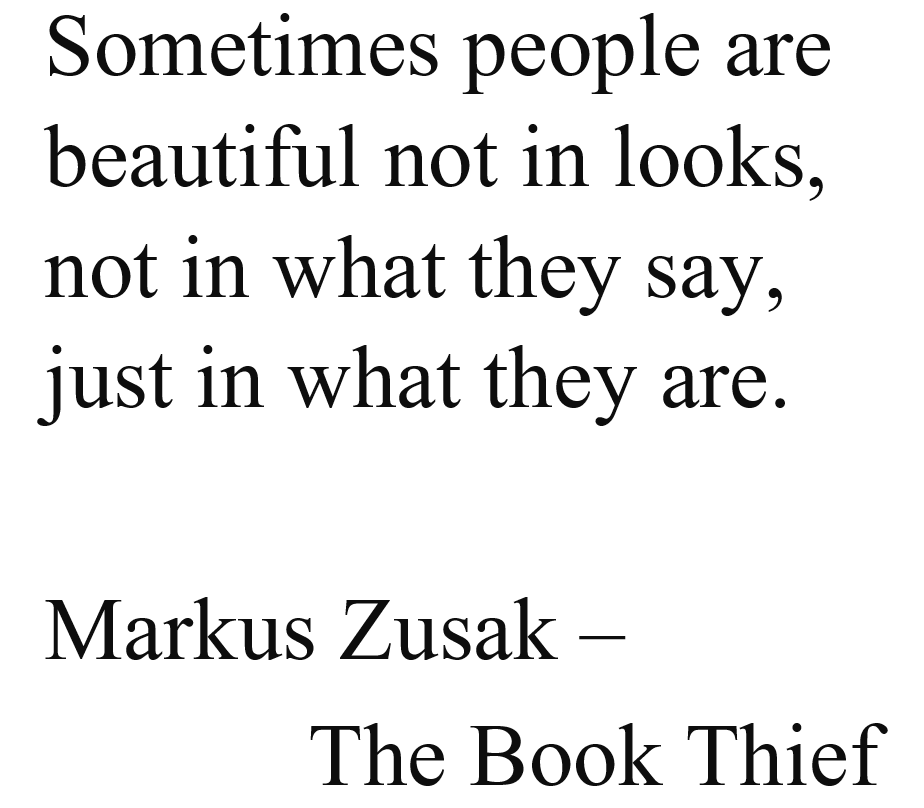 Sometimes people are
beautiful not in looks,
not in what they say,
just in what they are.
Markus Zusak –
The Book Thief